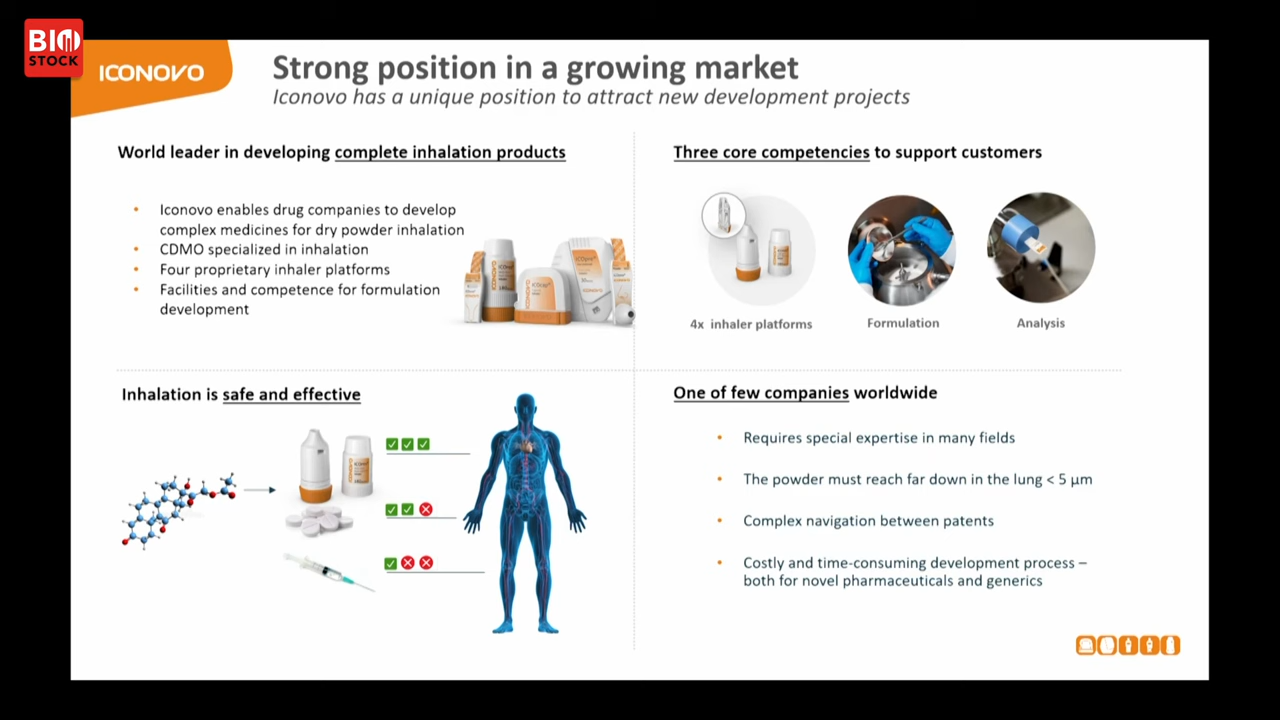 BIO
STOCK
ICONOVO
Strong position in a growing market
Iconovo has a unique position to attract new development projects
World leader in developing complete inhalation products
• Iconovo enables drug companies to develop
complex medicines for dry powder inhalation
• CDMO specialized in inhalation
• Four proprietary inhaler platforms
• Facilities and competence for formulation
development
Three core competencies to support customers
4x inhaler platforms
Formulation
Analysis
Inhalation is safe and effective
One of few companies worldwide
• Requires special expertise in many fields
• The powder must reach far down in the lung < 5 μm
• Complex navigation between patents
• Costly and time-consuming development process –
both for novel pharmaceuticals and generics